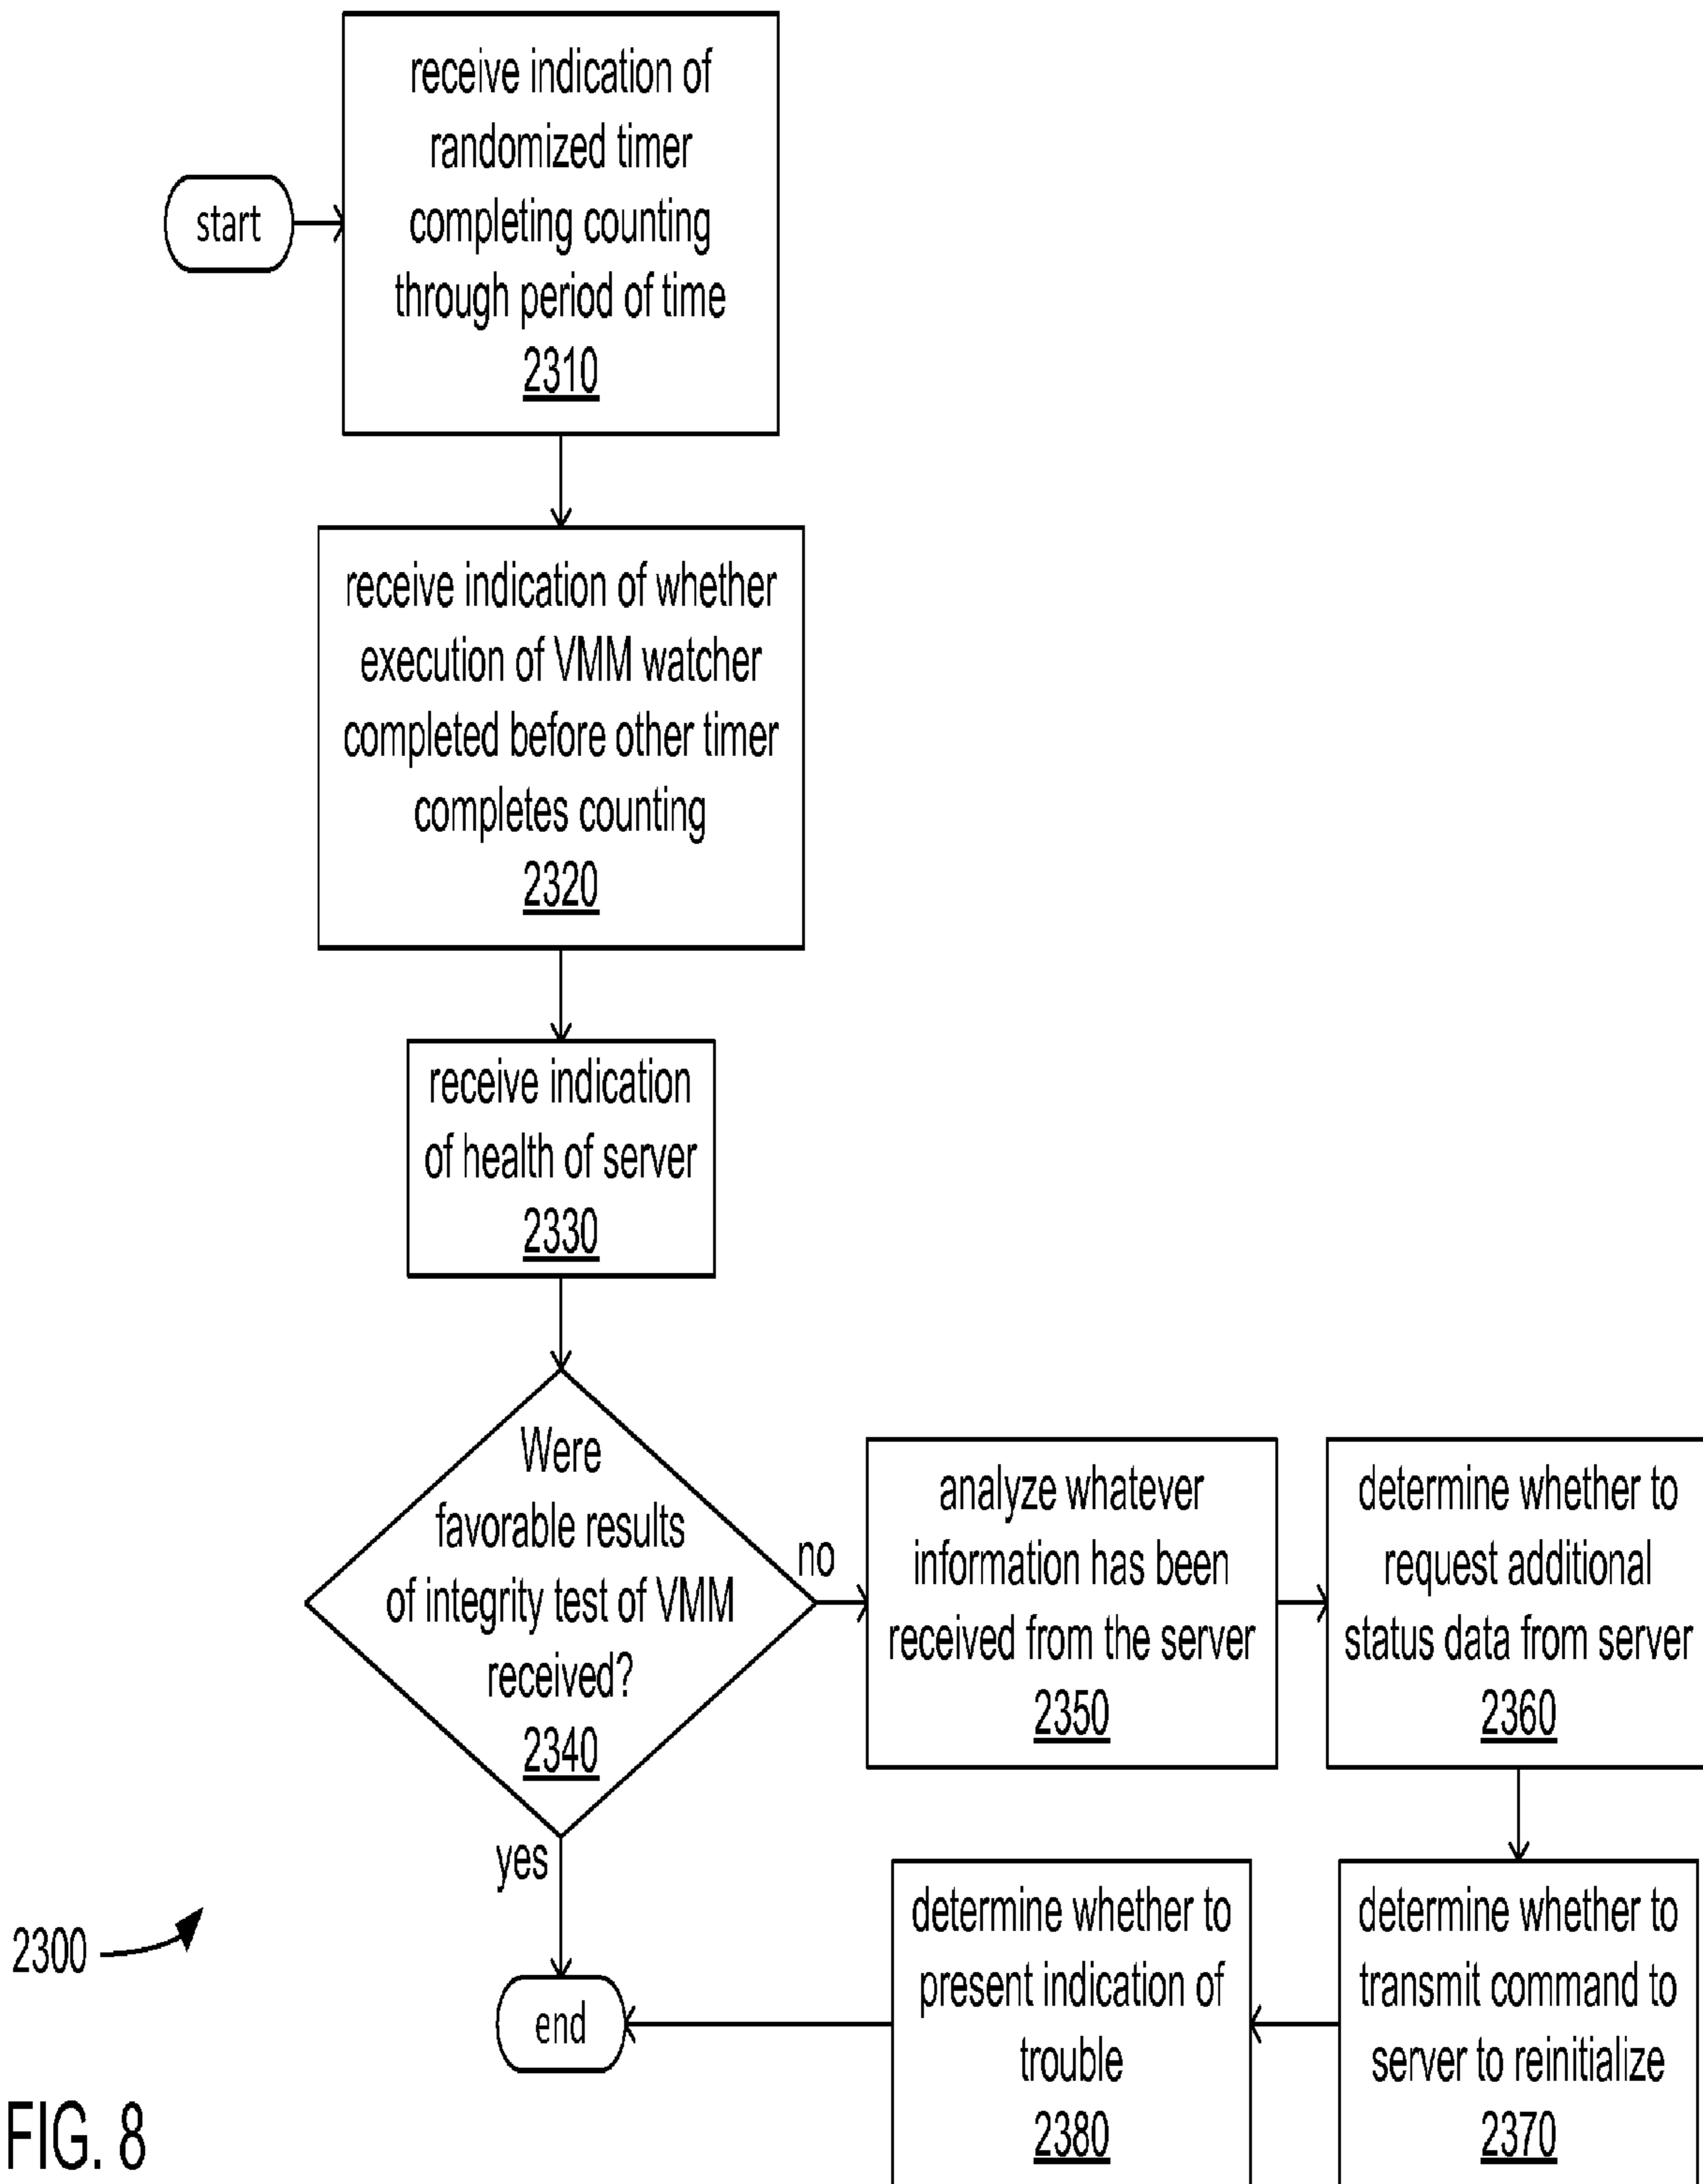 start
receive indication of
randomized timer
completing counting
through period of time
2310
receive indication of whether
execution of VMM watcher
completed before other timer
completes counting
2320
receive indication
of health of server
2330
Were
favorable results
of integrity test of VMM
received?
2340
no
yes
analyze whatever
information has been
received from the server
2350
determine whether to
request additional
status data from server
2360
determine whether to
transmit command to
server to reinitialize
2370
determine whether to
present indication of
trouble
2380
end
2300
FIG. 8